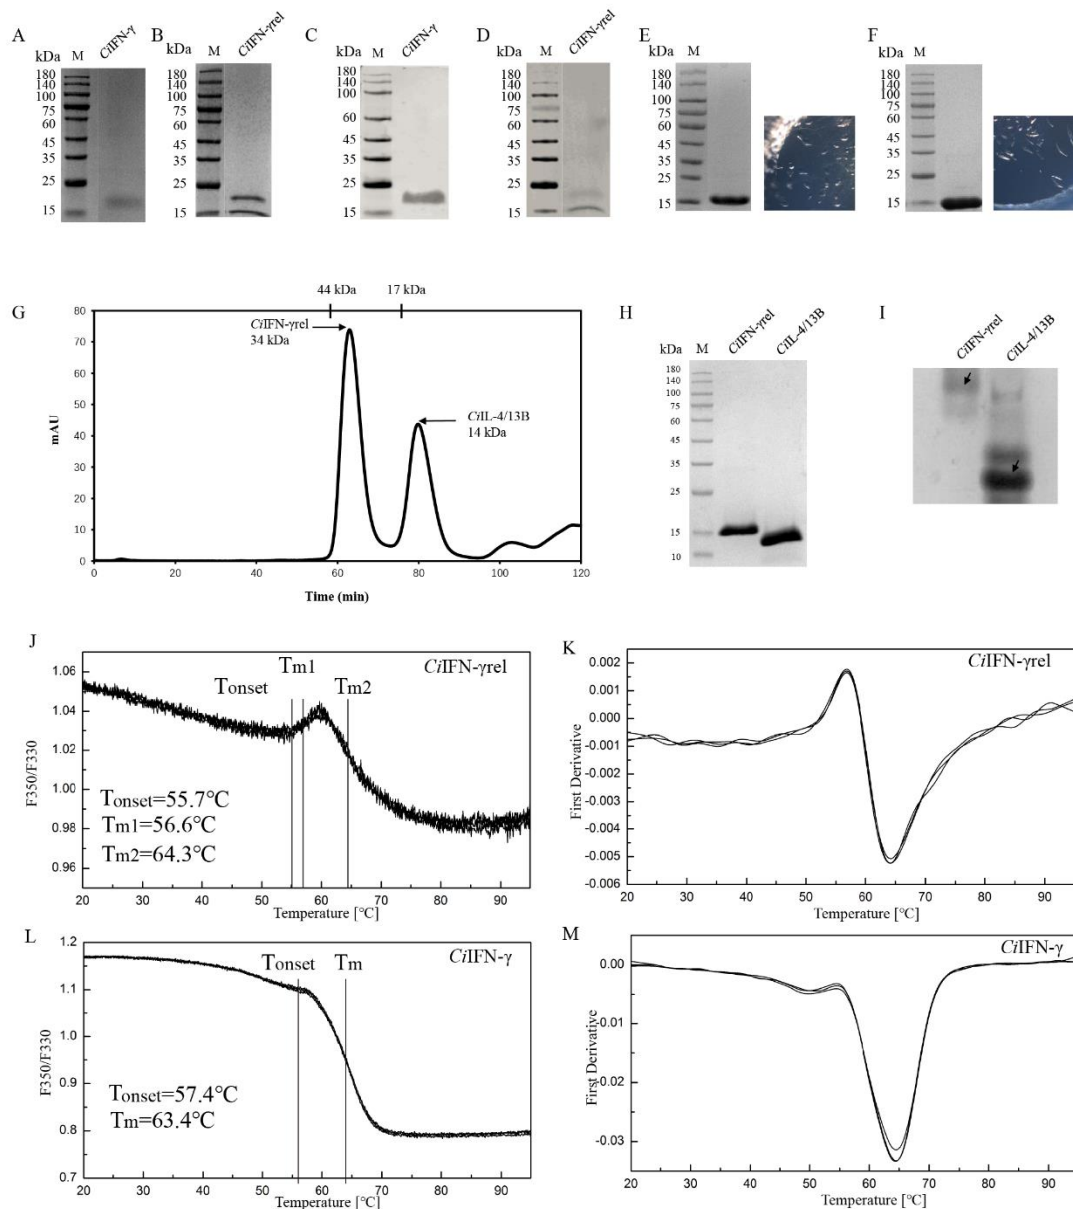 A
kDa M CiIFN-γ
180
140
100
75
60
45
35
25
15
B
kDa M CiIFN-γrel
180
140
100
75
60
45
35
25
15
C
kDa M CiIFN-γ
180
140
100
60
45
35
25
15
D
kDa M CiIFN-γrel
180
140
100
75
60
45
35
25
15
E
kDa M
180
140
100
75
60
45
35
25
15
F
kDa M
180
140
100
75
60
45
35
25
15
G
44 kDa 17 kDa
CiIFN-γrel
34 kDa
CiIL-4/13B
14 kDa
mAU
80
70
60
50
40
30
20
10
0
0 20 40 60 80 100 120
Time (min)
H
kDa M CiIFN-γrel CiIL-4/13B
180
140
100
75
60
45
35
25
15
10
I
CiIFN-γrel CiIL-4/13B
J
CiIFN-γrel
Tonset Tm1 Tm2
F350/F330
1.06
1.04
1.02
1.00
0.98
0.96
Tonset=55.7°C
Tm1=56.6°C
Tm2=64.3°C
20 30 40 50 60 70 80 90
Temperature [°C]
K
CiIFN-γrel
First Derivative
0.002
0.001
0.000
-0.001
-0.002
-0.003
-0.004
-0.005
-0.006
20 30 40 50 60 70 80 90
Temperature [°C]
L
CiIFN-γ
Tonset Tm
F350/F330
1.2
1.1
1.0
0.9
0.8
0.7
Tonset=57.4°C
Tm=63.4°C
20 30 40 50 60 70 80 90
Temperature [°C]
M
CiIFN-γ
First Derivative
0.00
-0.01
-0.02
-0.03
20 30 40 50 60 70 80 90
Temperature [°C]